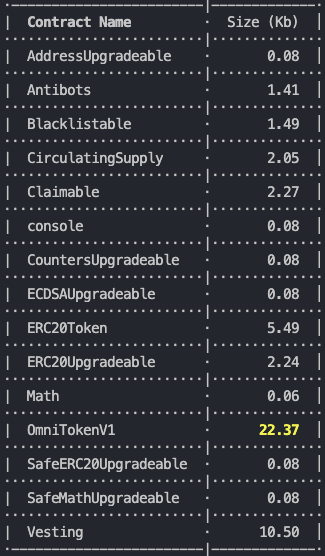 Contract Name · Size (Kb)
AddressUpgradeable · 0.08
Antibots · 1.41
Blacklistable · 1.49
CirculatingSupply · 2.05
Claimable · 2.27
console · 0.08
CountersUpgradeable · 0.08
ECDSAUpgradeable · 0.08
ERC20Token · 5.49
ERC20Upgradeable · 2.24
Math · 0.06
OmniTokenV1 · 22.37
SafeERC20Upgradeable · 0.08
SafeMathUpgradeable · 0.08
Vesting · 10.50